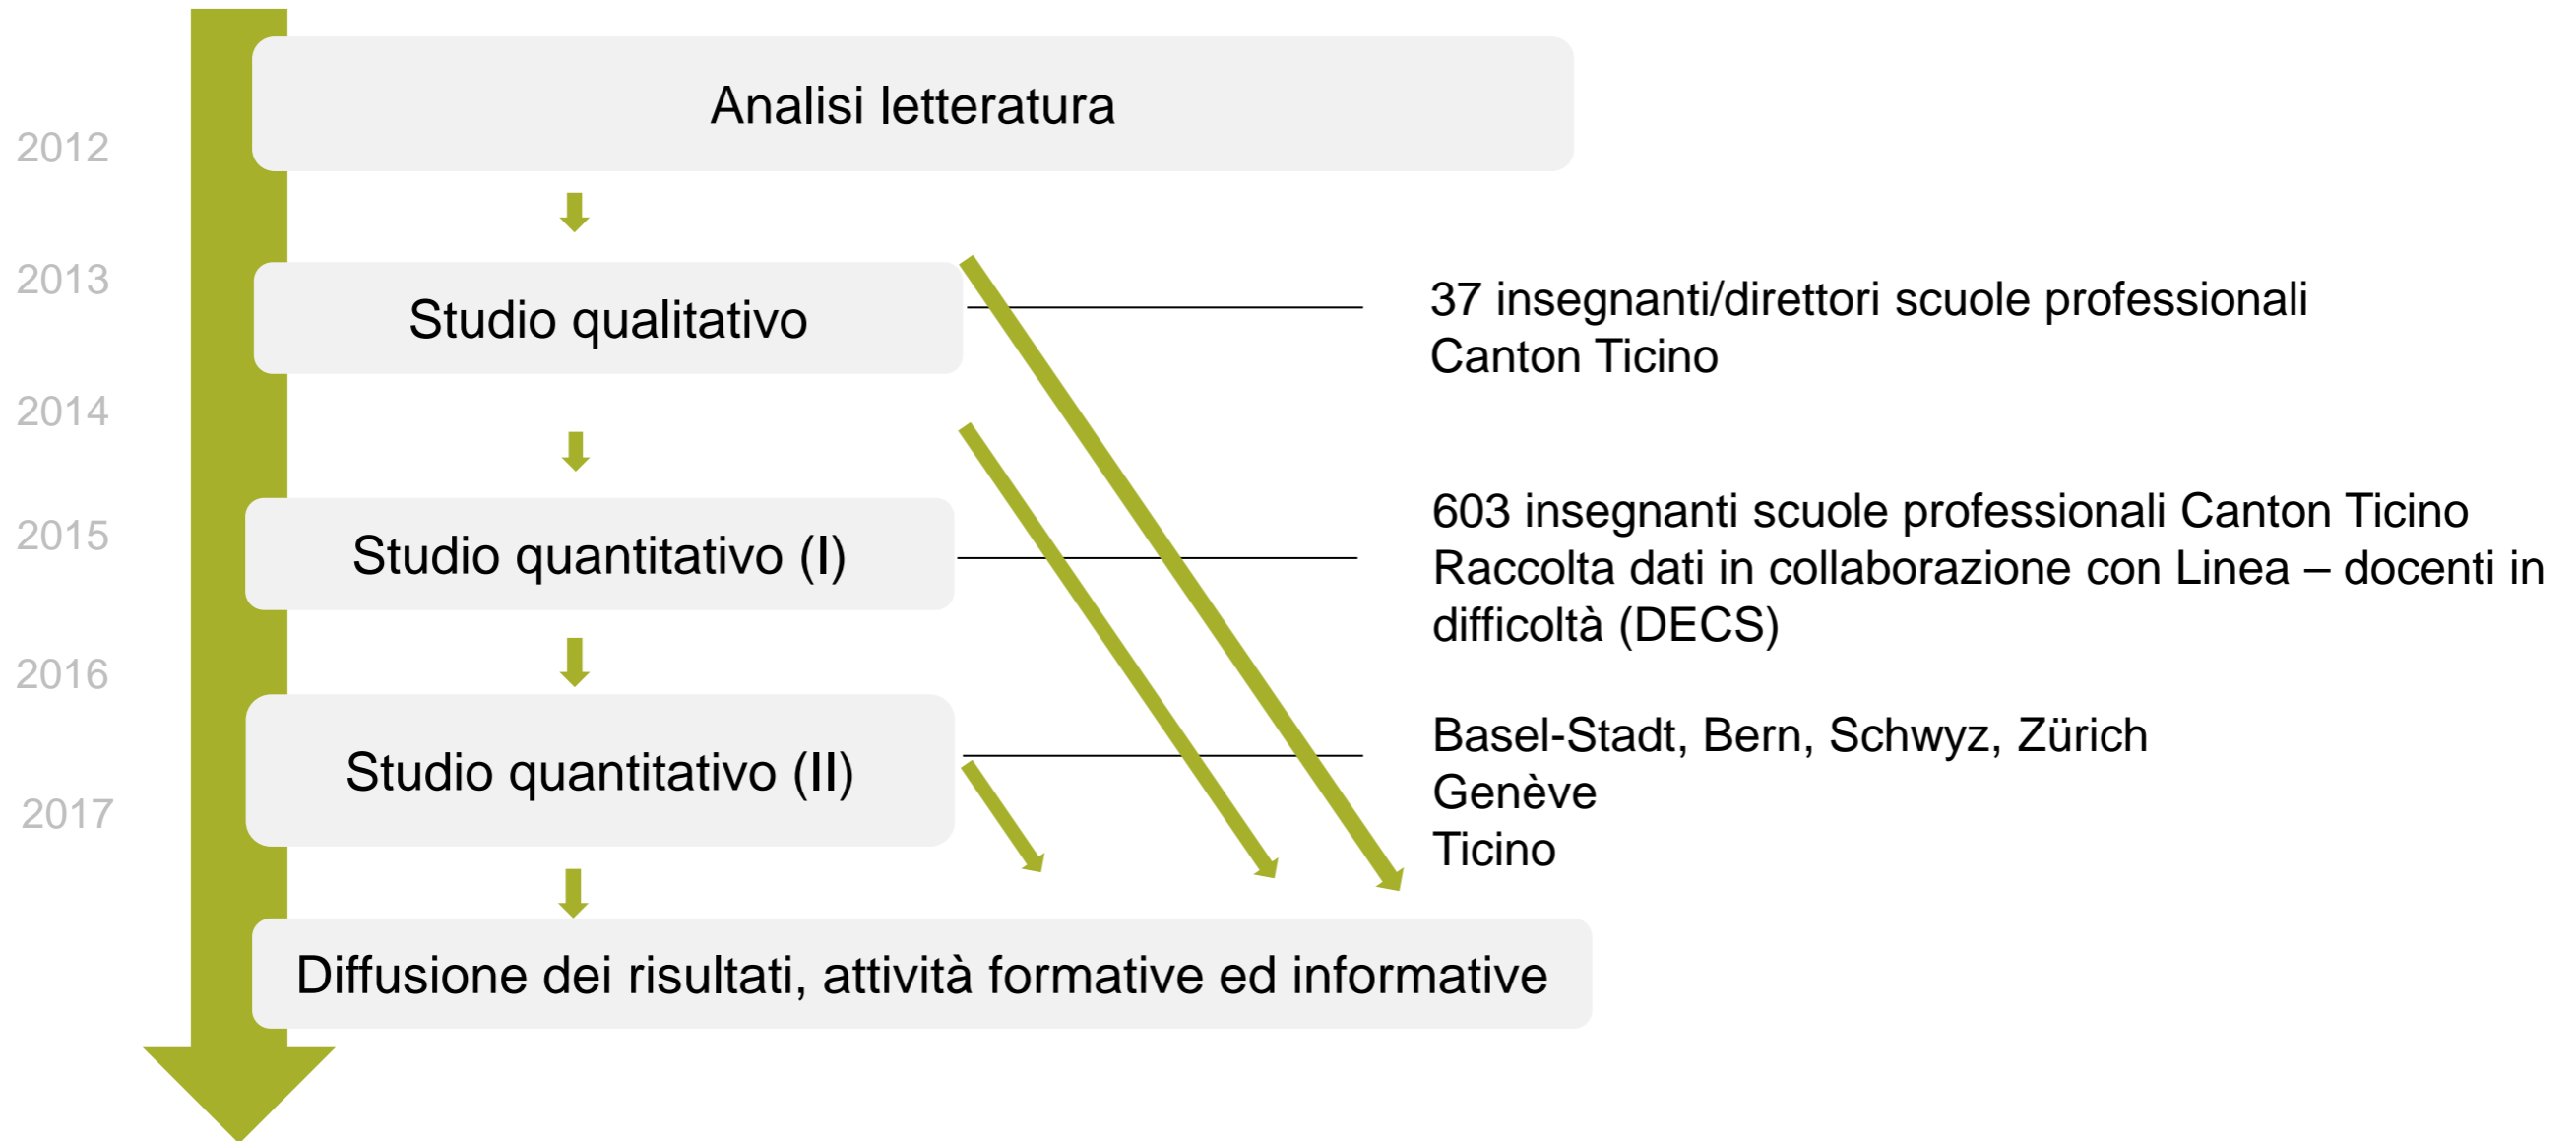 Analisi letteratura
2012
2013
Studio qualitativo
37 insegnanti/direttori scuole professionali
Canton Ticino
2014
2015
Studio quantitativo (I)
603 insegnanti scuole professionali Canton Ticino
Raccolta dati in collaborazione con Linea – docenti in
difficoltà (DECS)
2016
Studio quantitativo (II)
Basel-Stadt, Bern, Schwyz, Zürich
Genève
Ticino
2017
Diffusione dei risultati, attività formative ed informative